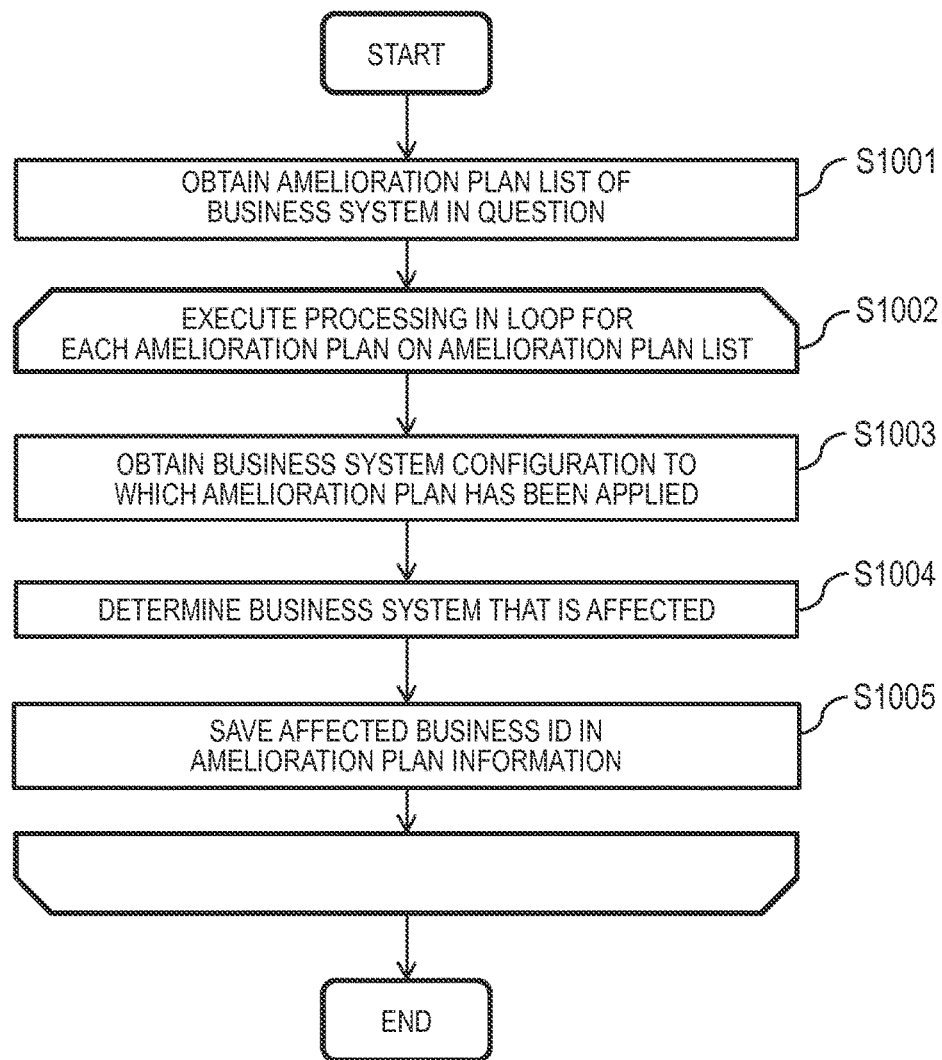 START
S1001
OBTAIN AMELIORATION PLAN LIST OF
BUSINESS SYSTEM IN QUESTION
S1002
EXECUTE PROCESSING IN LOOP FOR
EACH AMELIORATION PLAN ON AMELIORATION PLAN LIST
S1003
OBTAIN BUSINESS SYSTEM CONFIGURATION TO
WHICH AMELIORATION PLAN HAS BEEN APPLIED
S1004
DETERMINE BUSINESS SYSTEM THAT IS AFFECTED
S1005
SAVE AFFECTED BUSINESS ID IN
AMELIORATION PLAN INFORMATION
END